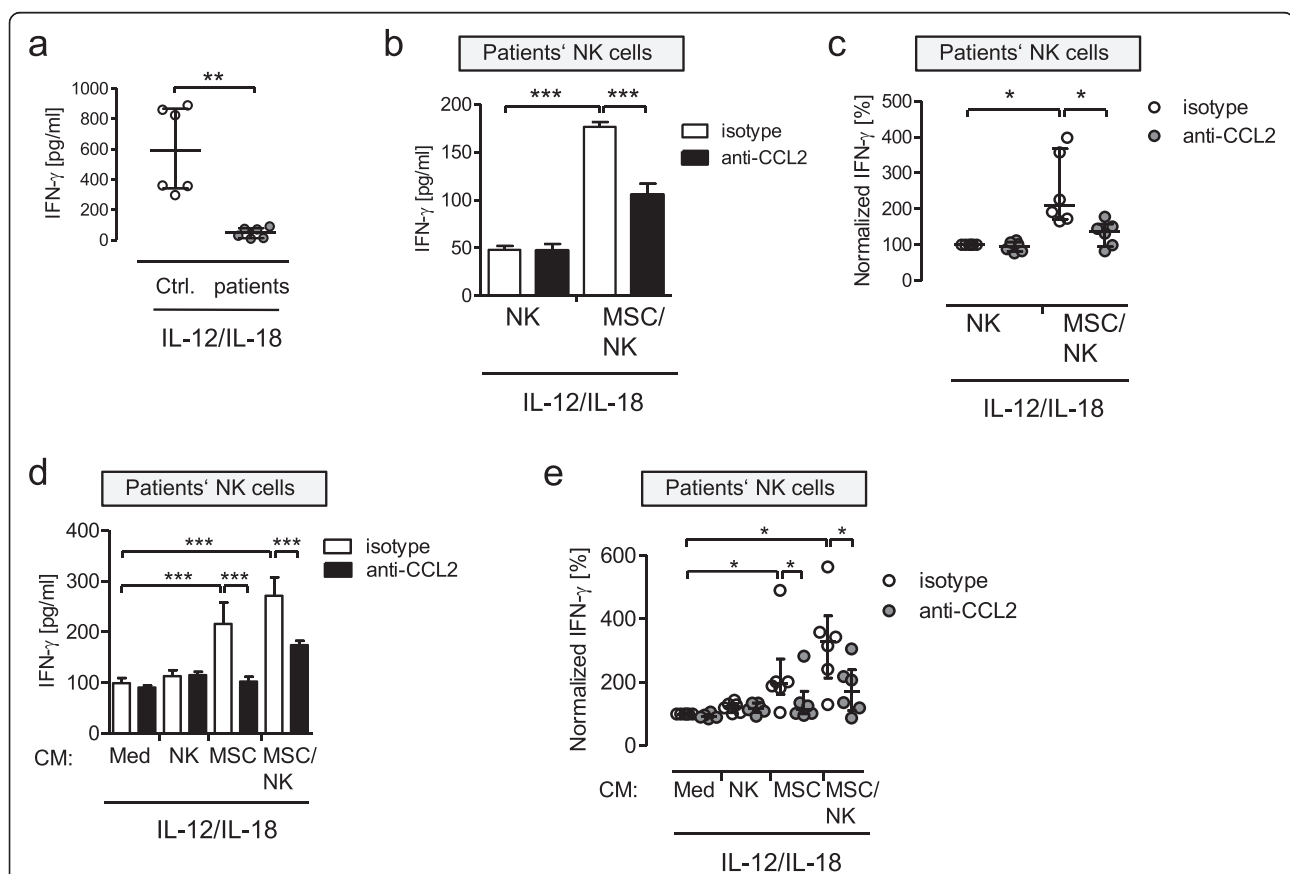 a
**
IFN-γ [pg/ml]
1000
800
600
400
200
0
Ctrl. patients
IL-12/IL-18
b
Patients‘ NK cells
*** ***
IFN-γ [pg/ml]
200
150
100
50
0
isotype
anti-CCL2
NK MSC/
NK
IL-12/IL-18
c
Patients‘ NK cells
* *
Normalized IFN-γ [%]
500
400
300
200
100
0
isotype
anti-CCL2
NK MSC/
NK
IL-12/IL-18
d
Patients‘ NK cells
*** ***
*** ***
IFN-γ [pg/ml]
400
300
200
100
0
isotype
anti-CCL2
CM: Med NK MSC MSC/
NK
IL-12/IL-18
e
Patients‘ NK cells
* *
* *
Normalized IFN-γ [%]
600
400
200
0
isotype
anti-CCL2
CM: Med NK MSC MSC/
NK
IL-12/IL-18